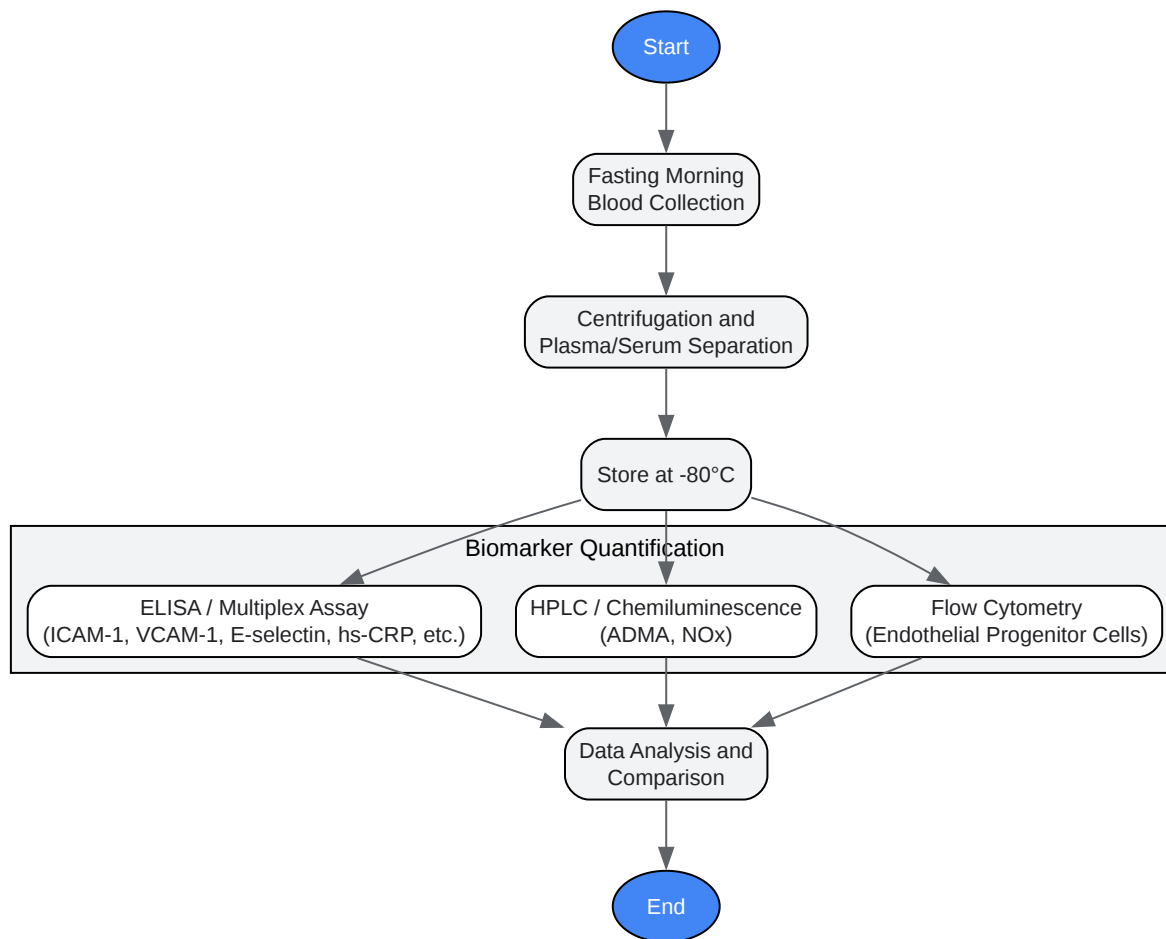 Start
Fasting Morning
Blood Collection
Centrifugation and
Plasma/Serum Separation
Store at -80°C
Biomarker Quantification
ELISA / Multiplex Assay
(ICAM-1, VCAM-1, E-selectin, hs-CRP, etc.)
HPLC / Chemiluminescence
(ADMA, NOx)
Flow Cytometry
(Endothelial Progenitor Cells)
Data Analysis and
Comparison
End